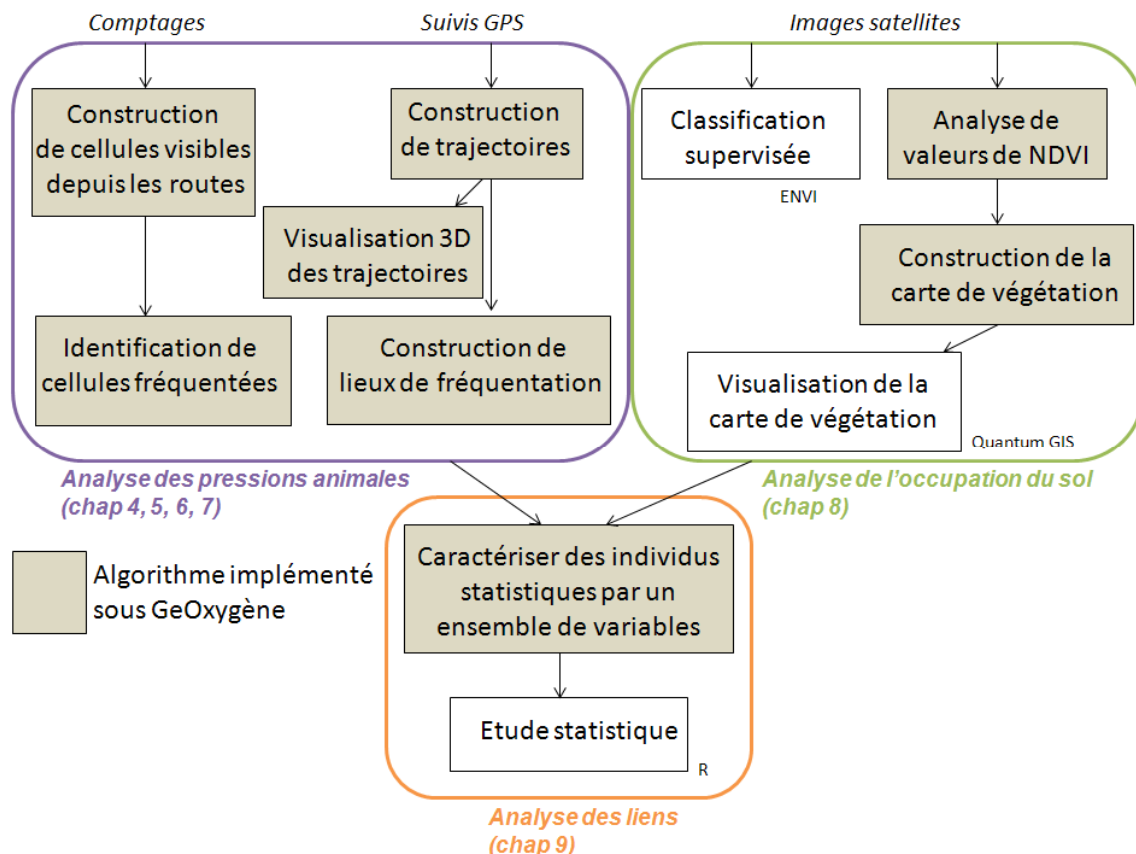 Comptages
Suivis GPS
Images satellites
Construction
de cellules visibles
depuis les routes
Construction
de trajectoires
Classification
supervisée
ENVI
Analyse de
valeurs de NDVI
Visualisation 3D
des trajectoires
Construction de la
carte de végétation
Identification de
cellules fréquentées
Construction de
lieux de fréquentation
Visualisation de la
carte de végétation
Quantum GIS
Analyse des pressions animales
(chap 4, 5, 6, 7)
Analyse de l’occupation du sol
(chap 8)
Algorithme implémenté
sous GeOxygène
Caractériser des individus
statistiques par un
ensemble de variables
Etude statistique
R
Analyse des liens
(chap 9)